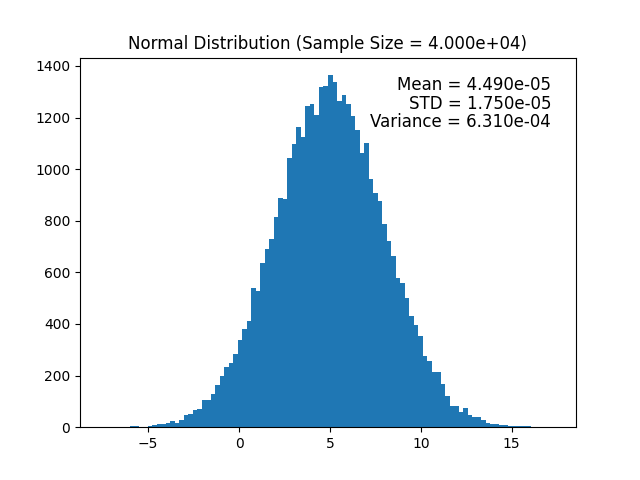 Normal Distribution (Sample Size = 4.000e+04)
Mean = 4.490e-05
STD = 1.750e-05
Variance = 6.310e-04
1400
1200
1000
800
600
400
200
0
−5 0 5 10 15